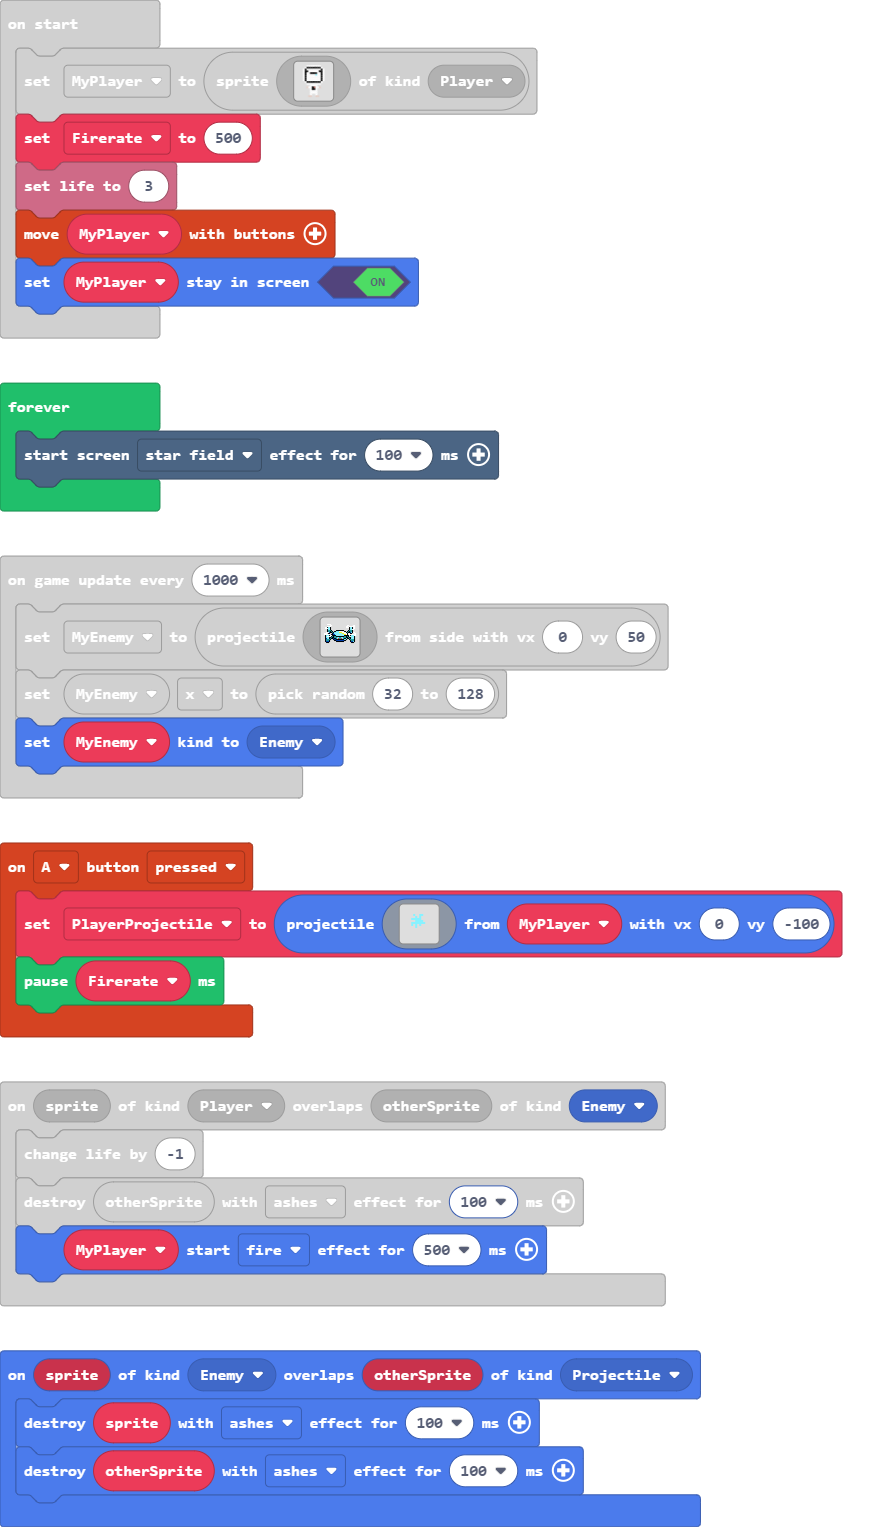 on start
set MyPlayer to sprite of kind Player
set Firerate to 500
set life to 3
move MyPlayer with buttons
set MyPlayer stay in screen ON
forever
start screen star field effect for 100 ms
on game update every 1000 ms
set MyEnemy to projectile from side with vx 0 vy 50
set MyEnemy x to pick random 32 to 128
set MyEnemy kind to Enemy
on A button pressed
set PlayerProjectile to projectile from MyPlayer with vx 0 vy -100
pause Firerate ms
on sprite of kind Player overlaps otherSprite of kind Enemy
change life by -1
destroy otherSprite with ashes effect for 100 ms
MyPlayer start fire effect for 500 ms
on sprite of kind Enemy overlaps otherSprite of kind Projectile
destroy sprite with ashes effect for 100 ms
destroy otherSprite with ashes effect for 100 ms